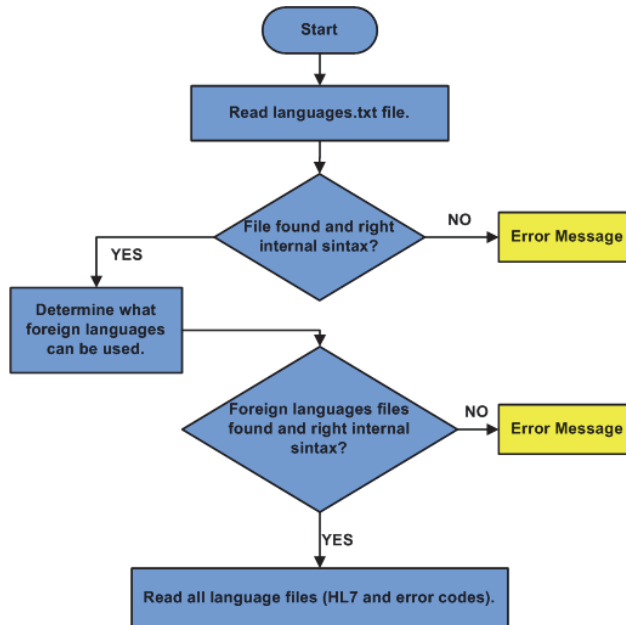 Start
Read languages.txt file.
File found and right
internal sintax?
NO
Error Message
YES
Determine what
foreign languages
can be used.
Foreign languages files
found and right internal
sintax?
NO
Error Message
YES
Read all language files (HL7 and error codes).